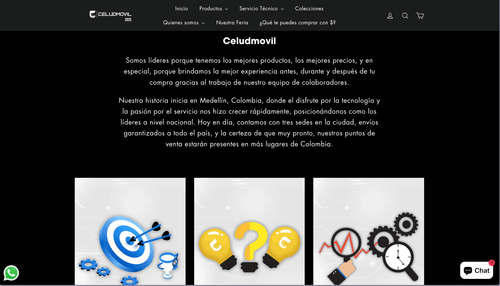 CELUDMOVIL
Inicio Productos Servicio Técnico Colecciones
Quienes somos Nuestra Feria ¿Qué te puedes comprar con $?
Celudmovil
Somos líderes porque tenemos los mejores productos, los mejores precios, y en
especial, porque brindamos la mejor experiencia antes, durante y después de tu
compra gracias al trabajo de nuestro equipo de colaboradores.
Nuestra historia inicia en Medellín, Colombia, donde el disfrute por la tecnología y
la pasión por el servicio nos hizo crecer rápidamente, posicionándonos como los
líderes a nivel nacional. Hoy en día, contamos con tres sedes en la ciudad, envíos
garantizados a todo el país, y la certeza de que muy pronto, nuestros puntos de
venta estarán presentes en más lugares de Colombia.
?
Chat